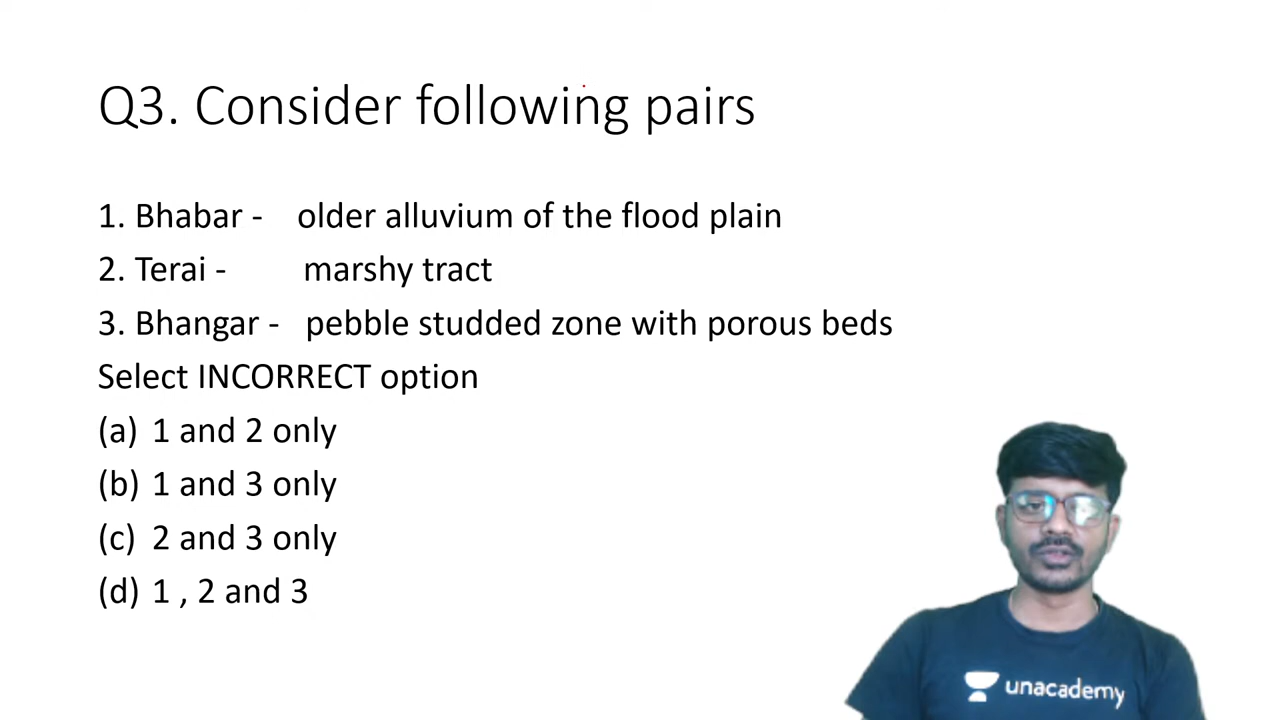 Q3. Consider following pairs
1. Bhabar - older alluvium of the flood plain
2. Terai - marshy tract
3. Bhangar - pebble studded zone with porous beds
Select INCORRECT option
(a) 1 and 2 only
(b) 1 and 3 only
(c) 2 and 3 only
(d) 1 , 2 and 3
unacademy